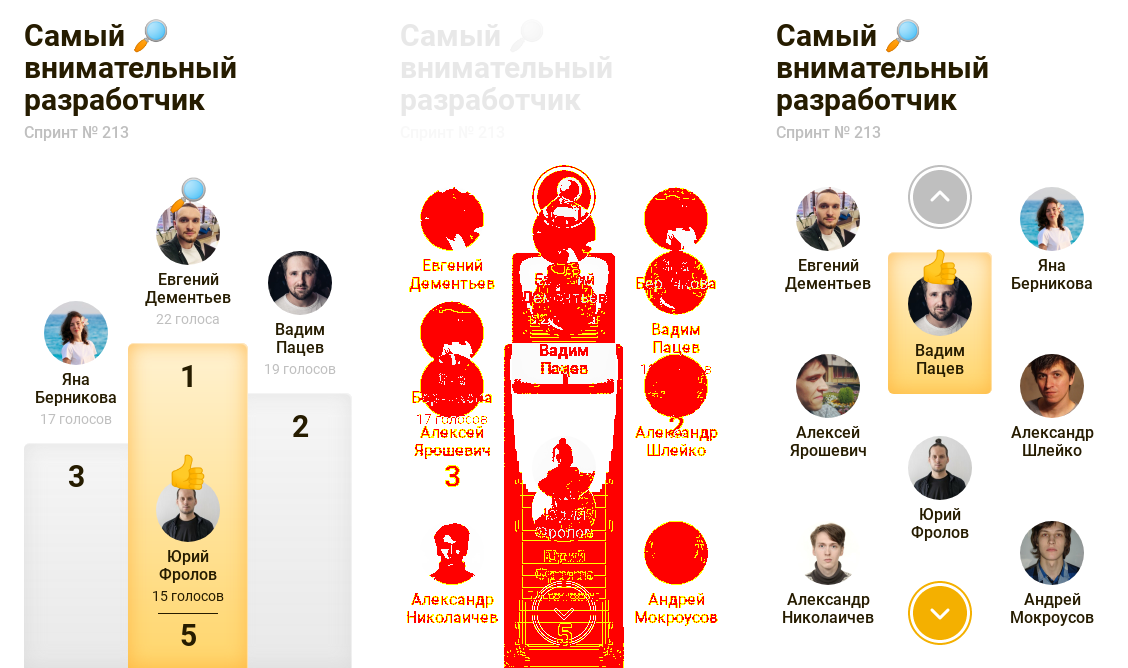 Самый 🔎
внимательный
разработчик
Спринт № 213
Евгений
Дементьев
22 голоса
1
Вадим
Пацев
19 голосов
2
Яна
Берникова
17 голосов
3
Юрий
Фролов
15 голосов
5
Самый
внимательный
разработчик
Спринт № 213
Евгений
Дементьев
Берникова
Вадим
Пацев
Вадим
Пацев
17 голосов
Алексей
Ярошевич
Александр
Шлейко
2
3
Фролов
Александр
Николаичев
Андрей
Мокроусов
5
Самый 🔎
внимательный
разработчик
Спринт № 213
Евгений
Дементьев
Яна
Берникова
Вадим
Пацев
Алексей
Ярошевич
Александр
Шлейко
Юрий
Фролов
Александр
Николаичев
Андрей
Мокроусов